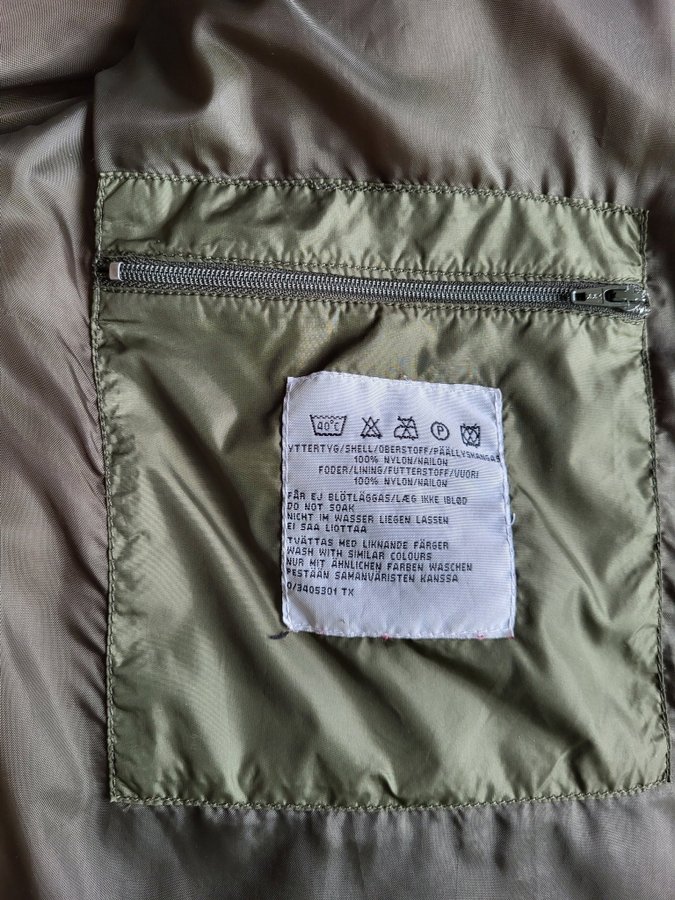 40°C P
YTTERTYG/SHELL/OBERSTOFF/PÄÄLLYSKANGAS
100% NYLON/NAILON
FODER/LINING/FUTTERSTOFF/VUORI
100% NYLON/NAILON
FÅR EJ BLÖTLÄGGAS/LÆG IKKE IBLØD
DO NOT SOAK
NICHT IM WASSER LIEGEN LASSEN
EI SAA LIOTTAA
TVÄTTAS MED LIKNANDE FÄRGER
WASH WITH SIMILAR COLOURS
NUR MIT ÄHNLICHEN FARBEN WASCHEN
PESTÄÄN SAMANVÄRISTEN KANSSA
0/3405301 TX